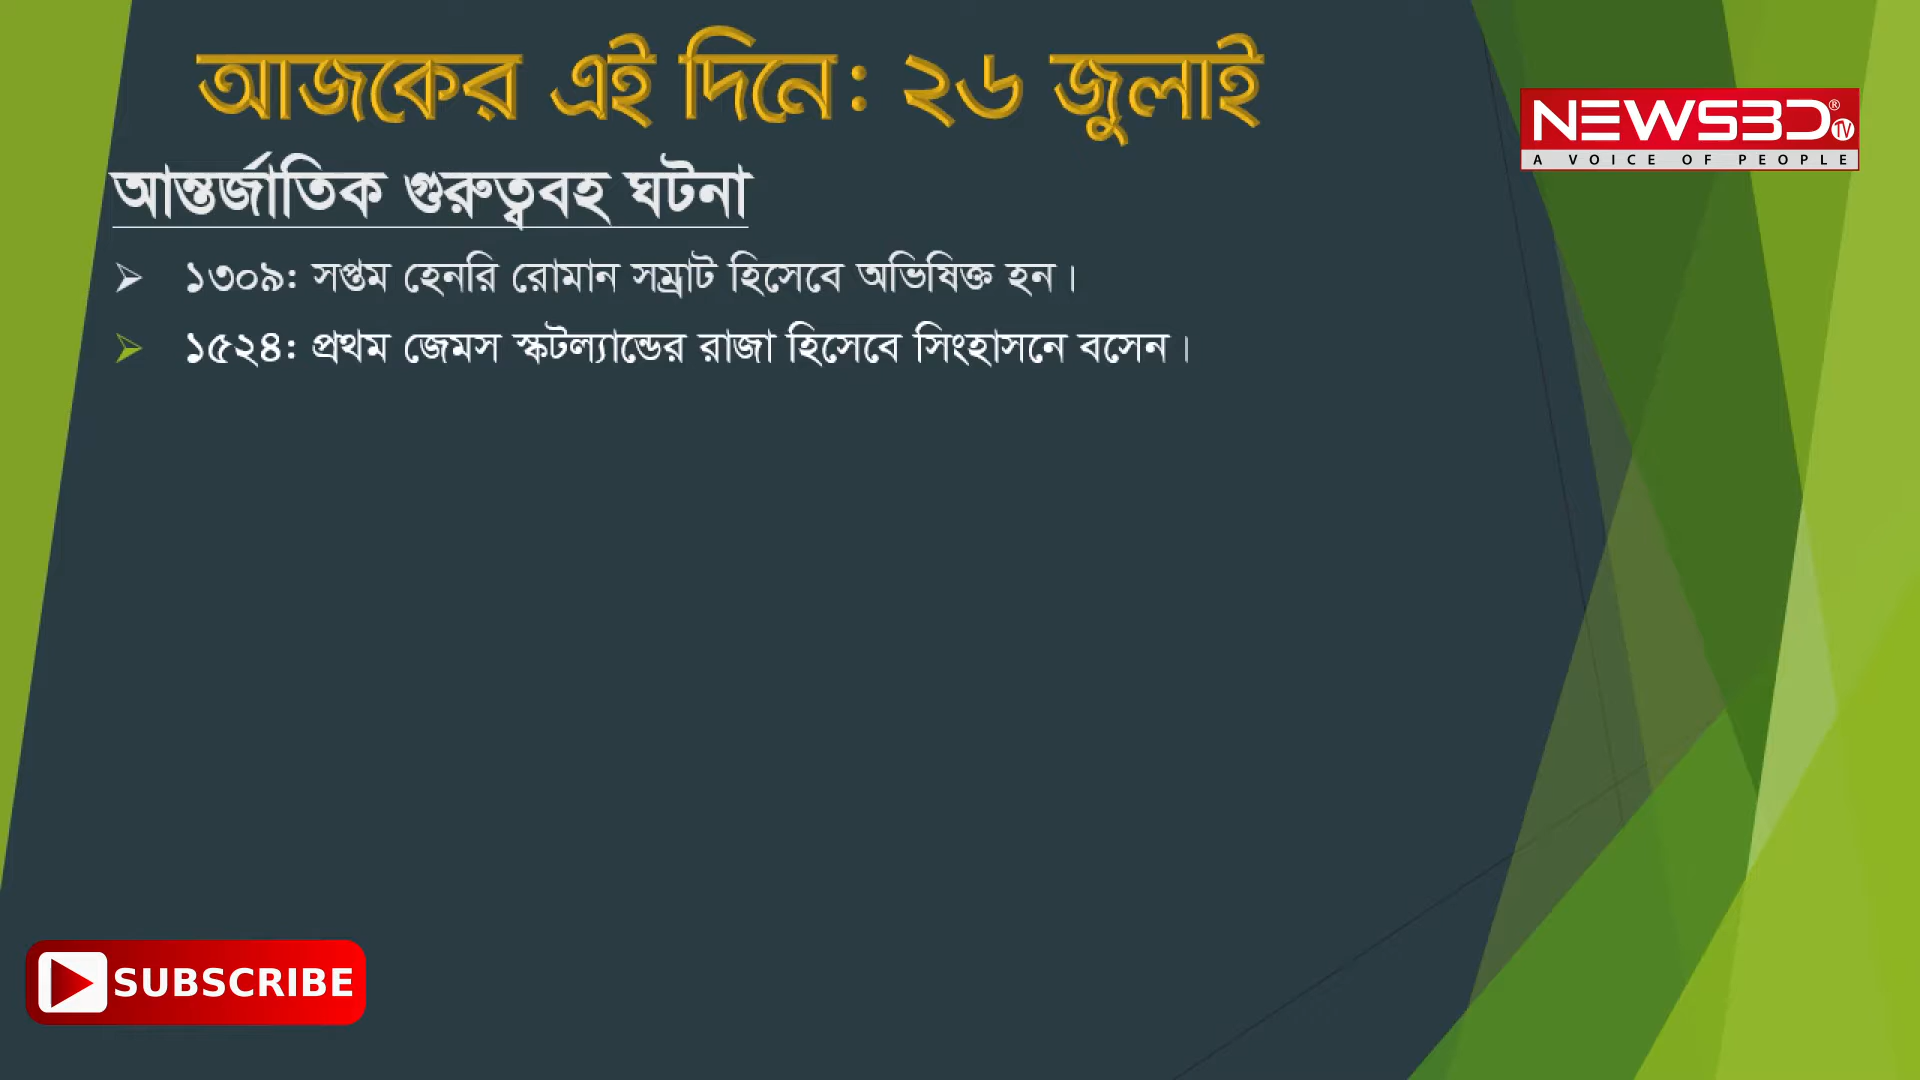 আজকের এই দিনে: ২৬ জুলাই
NEWSBD® TV
A VOICE OF PEOPLE
আন্তর্জাতিক গুরুত্ববহ ঘটনা
১৩০৯: সপ্তম হেনরি রোমান সম্রাট হিসেবে অভিষিক্ত হন।
১৫২৪: প্রথম জেমস স্কটল্যান্ডের রাজা হিসেবে সিংহাসনে বসেন।
SUBSCRIBE